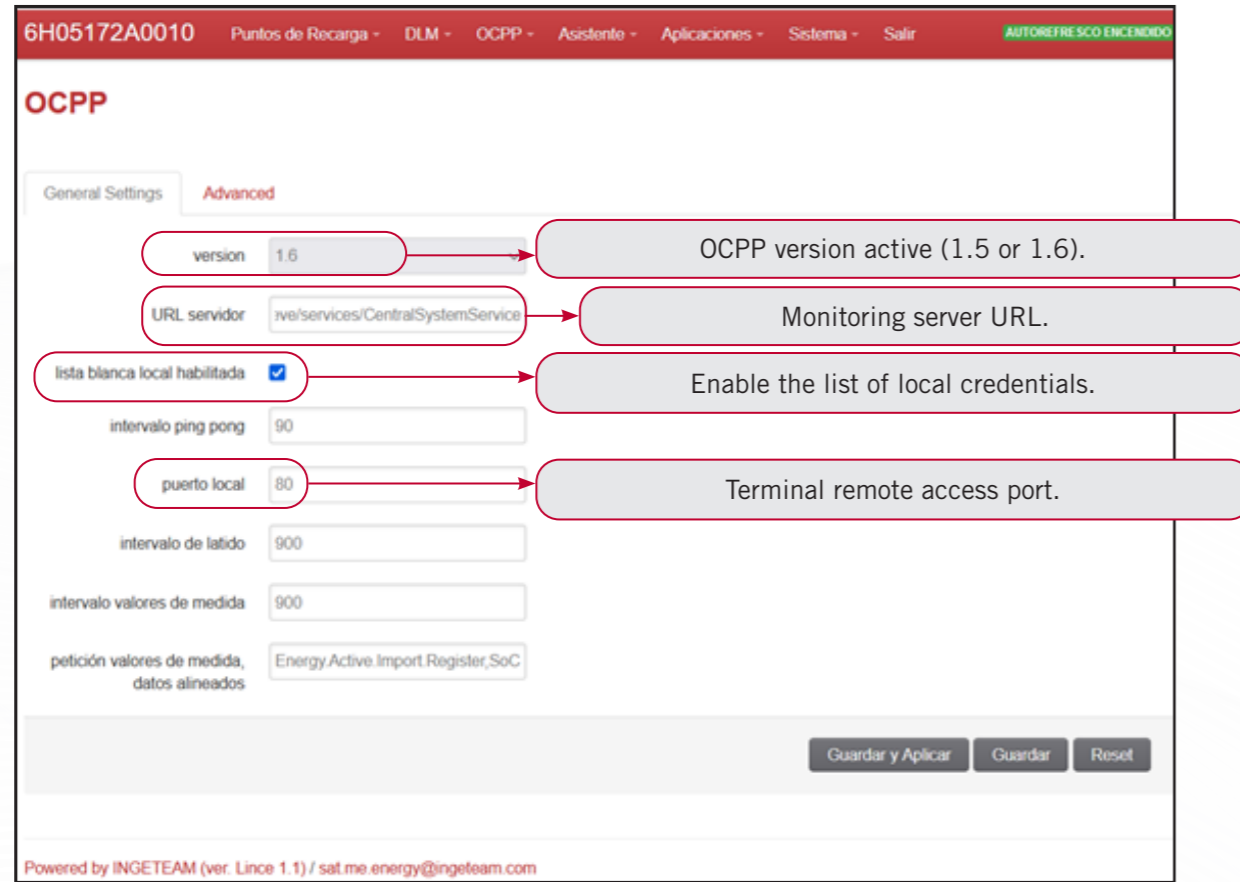 6H05172A0010 Puntos de Recarga - DLM - OCPP - Asistente - Aplicaciones - Sistema - Salir AUTOREFRESCO ENCENDIDO
OCPP
General Settings Advanced
version 1.6 OCPP version active (1.5 or 1.6).
URL servidor ve/services/CentralSystemService Monitoring server URL.
lista blanca local habilitada Enable the list of local credentials.
intervalo ping pong 90
puerto local 80 Terminal remote access port.
intervalo de latido 900
intervalo valores de medida 900
petición valores de medida, Energy.Active.Import.Register,SoC
datos alineados
Guardar y Aplicar Guardar Reset
Powered by INGETEAM (ver. Lince 1.1) / sat.me.energy@ingeteam.com